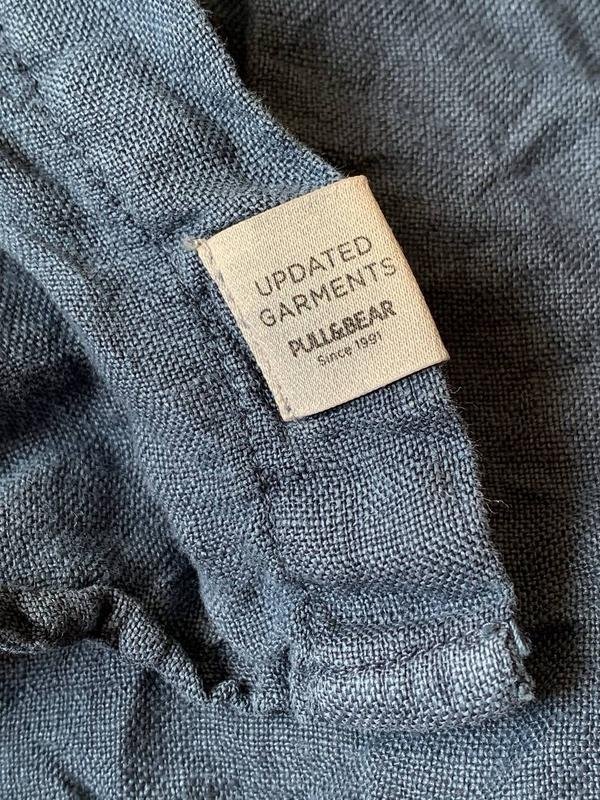 UPDATED
GARMENTS
PULL&BEAR
Since 1991